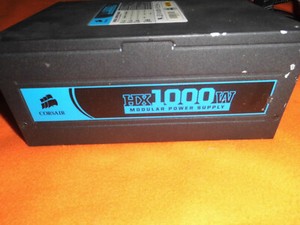 CORSAIR
HX1000W
MODULAR POWER SUPPLY